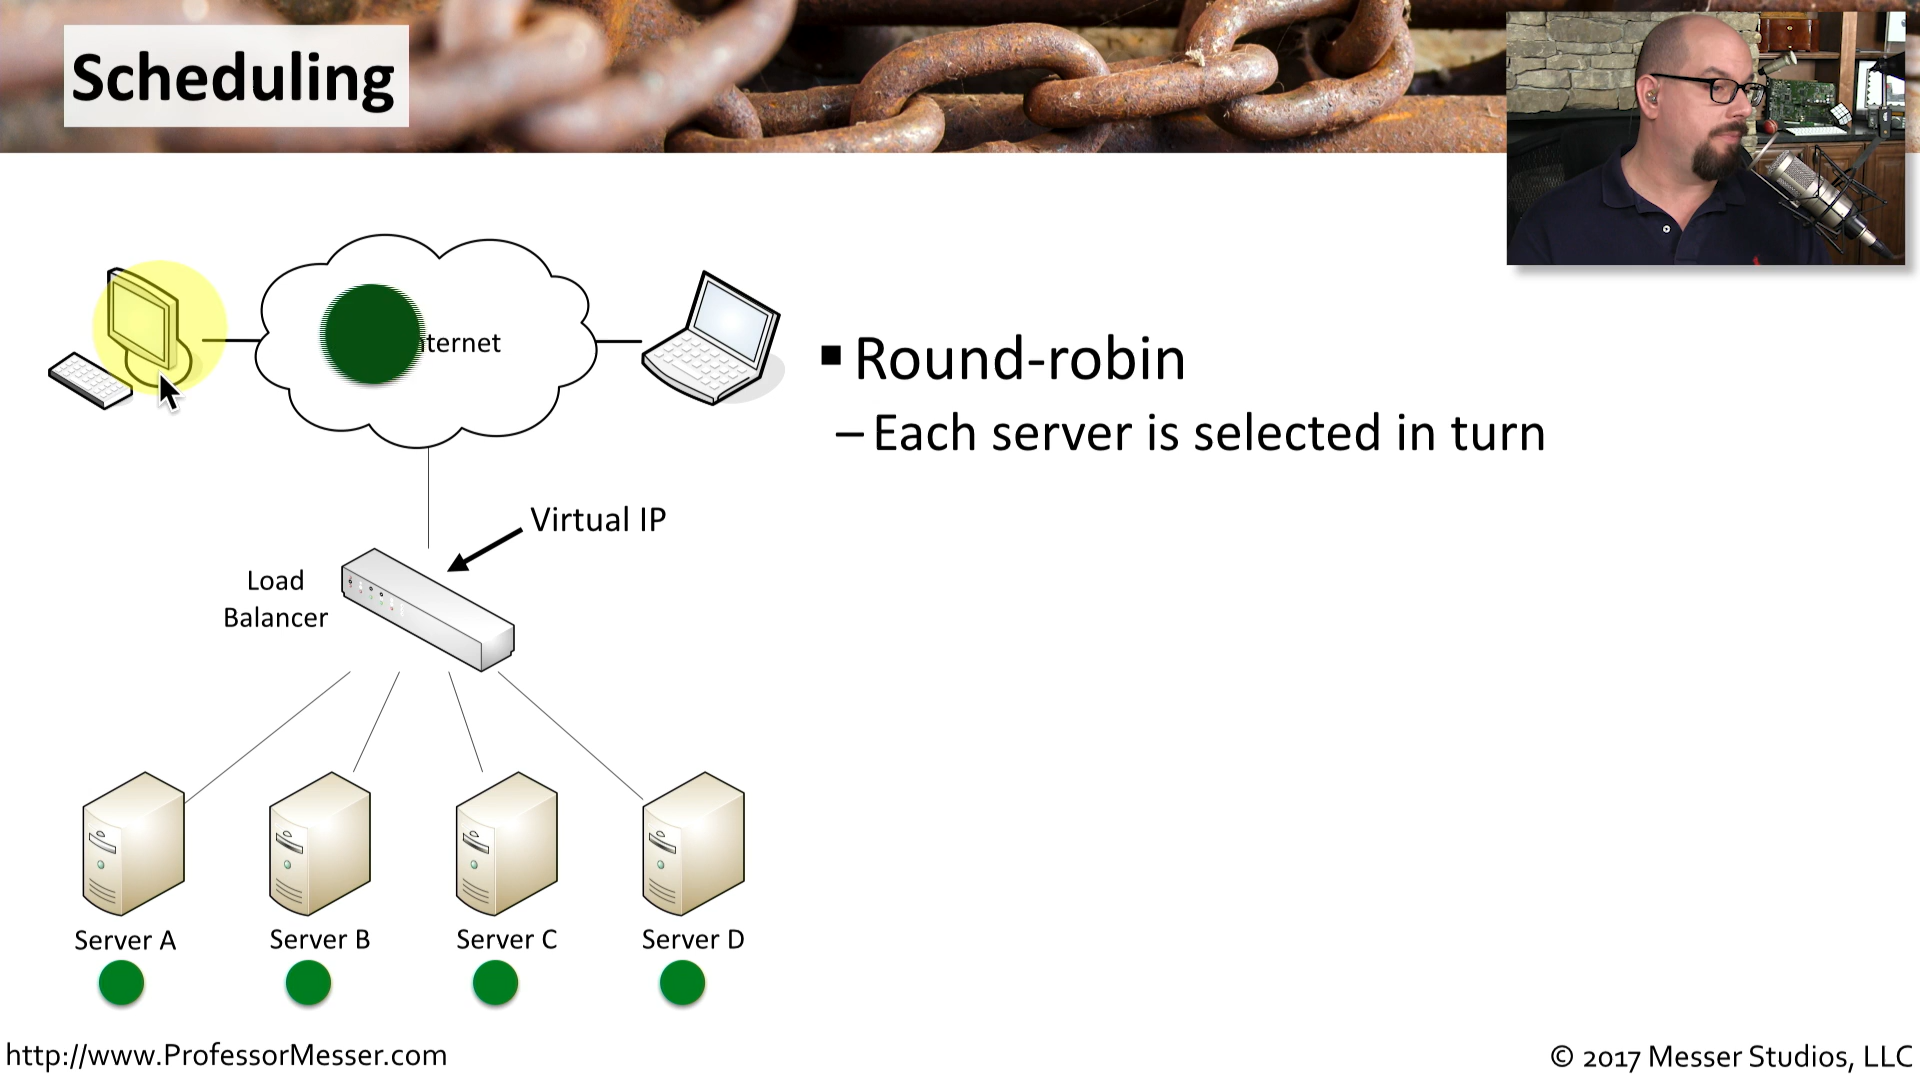 Scheduling
nternet
▪ Round-robin
– Each server is selected in turn
Virtual IP
Load
Balancer
Server A
Server B
Server C
Server D
http://www.ProfessorMesser.com
© 2017 Messer Studios, LLC